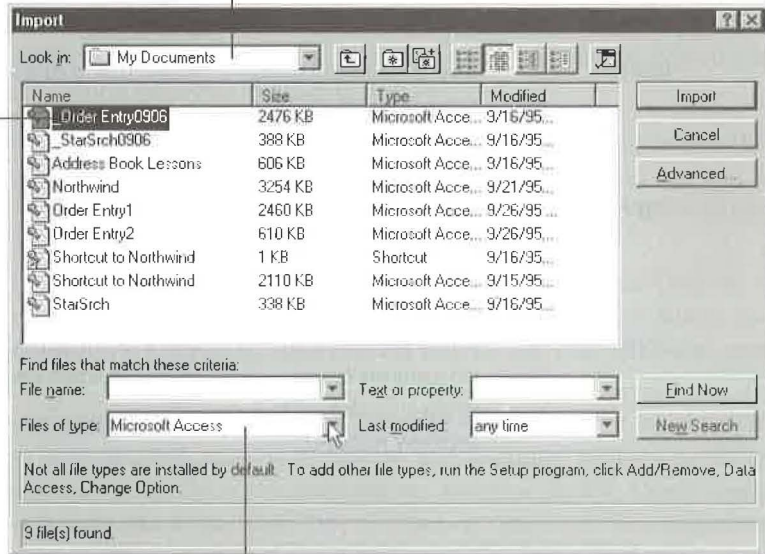 Import
Look in: My Documents
Name Size Type Modified
_Order Entry0906 2476 KB Microsoft Acce... 9/16/95...
_StarSrch0906 388 KB Microsoft Acce... 9/16/95...
Address Book Lessons 606 KB Microsoft Acce... 9/16/95...
Northwind 3254 KB Microsoft Acce... 9/21/95...
Order Entry1 2460 KB Microsoft Acce... 9/26/95...
Order Entry2 610 KB Microsoft Acce... 9/26/95...
Shortcut to Northwind 1 KB Shortcut 9/16/95...
Shortcut to Northwind 2110 KB Microsoft Acce... 9/15/95...
StarSrch 338 KB Microsoft Acce... 9/16/95...
Import
Cancel
Advanced...
Find files that match these criteria:
File name: Text or property: Find Now
Files of type: Microsoft Access Last modified: any time New Search
Not all file types are installed by default. To add other file types, run the Setup program, click Add/Remove, Data
Access, Change Option.
9 file(s) found.